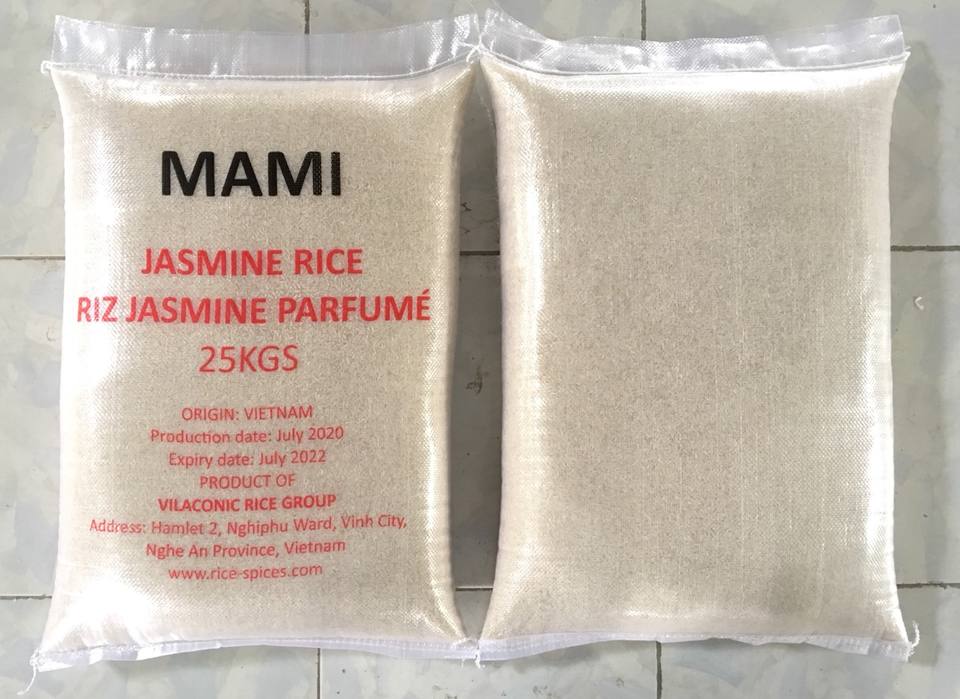 MAMI
JASMINE RICE
RIZ JASMINE PARFUMÉ
25KGS
ORIGIN: VIETNAM
Production date: July 2020
Expiry date: July 2022
PRODUCT OF
VILACONIC RICE GROUP
Address: Hamlet 2, Nghiphu Ward, Vinh City,
Nghe An Province, Vietnam
www.rice-spices.com